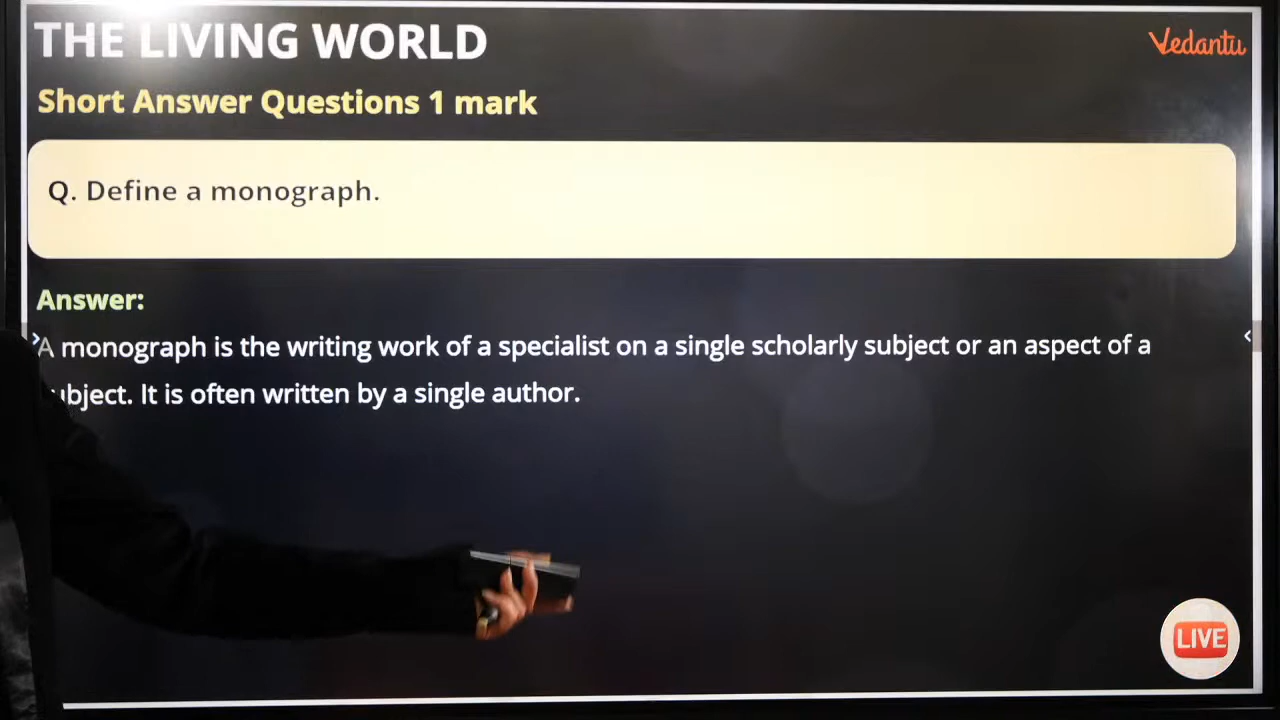 THE LIVING WORLD
Vedantu
Short Answer Questions 1 mark
Q. Define a monograph.
Answer:
A monograph is the writing work of a specialist on a single scholarly subject or an aspect of a
ubject. It is often written by a single author.
LIVE